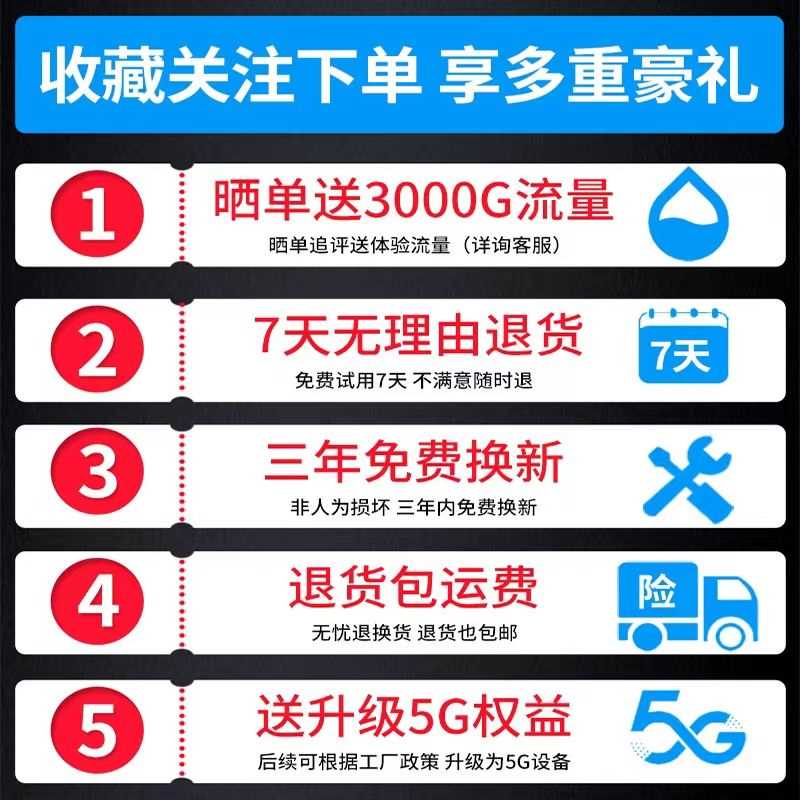 收藏关注下单 享多重豪礼
1
晒单送3000G流量
晒单追评送体验流量（详询客服）
2
7天无理由退货
免费试用7天 不满意随时退
7天
3
三年免费换新
非人为损坏 三年内免费换新
4
退货包运费
无忧退换货 退货也包邮
险
5
送升级5G权益
后续可根据工厂政策 升级为5G设备
5G